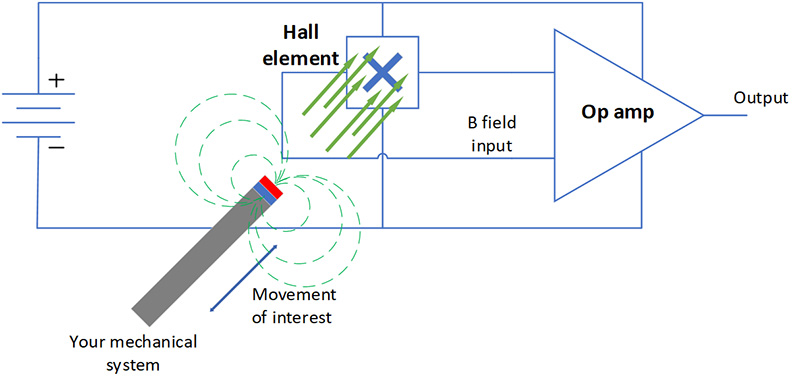 Hall
element
+
−
B field
input
Op amp
Output
Movement
of interest
Your mechanical
system